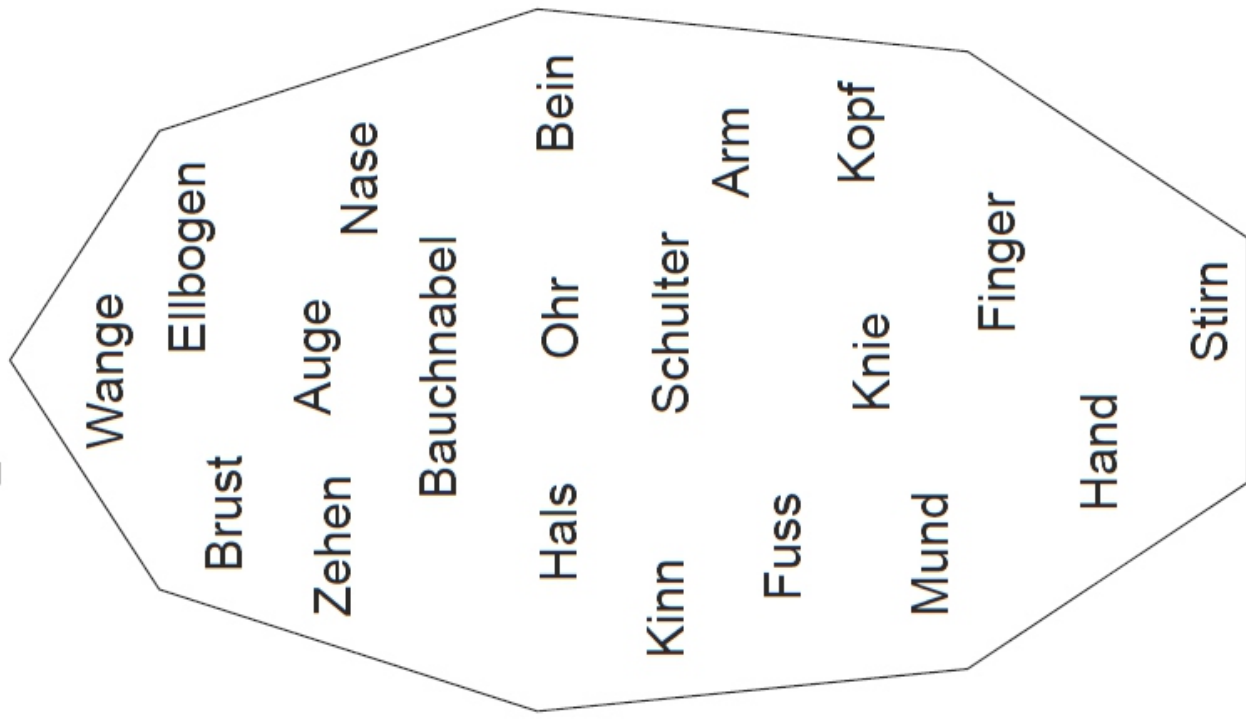 Wange
Ellbogen
Brust
Auge
Zehen
Nase
Bauchnabel
Bein
Ohr
Hals
Schulter
Kinn
Arm
Fuss
Kopf
Knie
Mund
Finger
Hand
Stirn